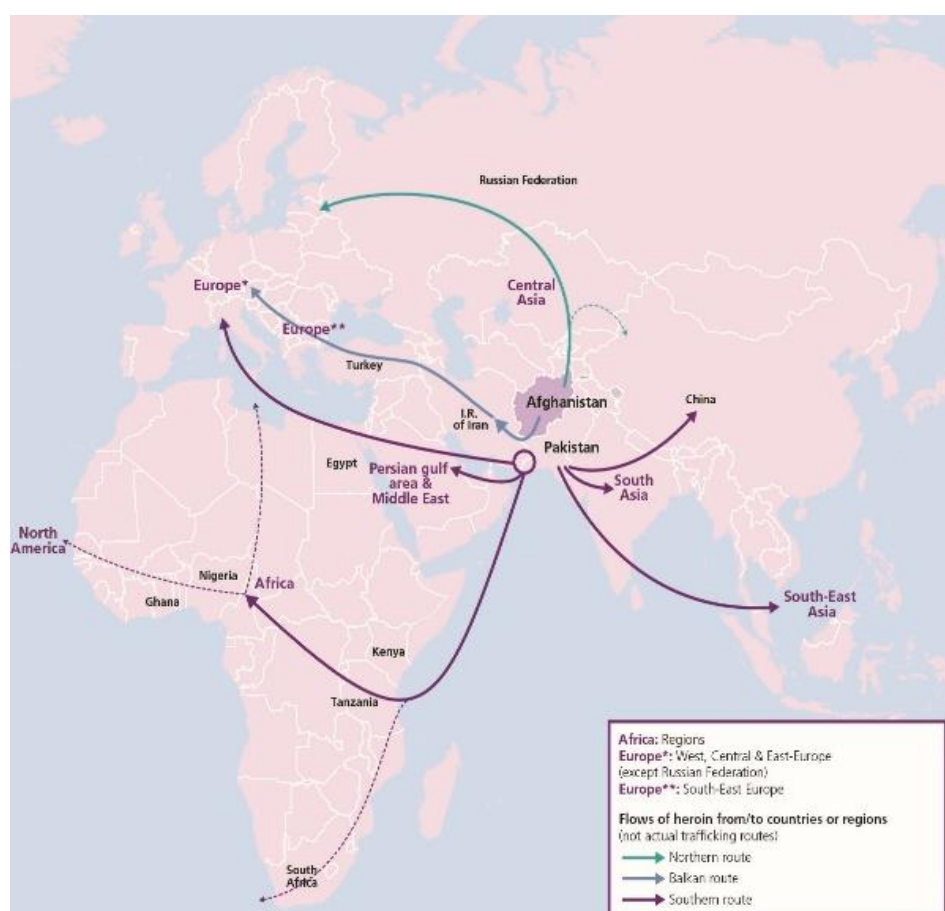 Russian Federation
Central
Asia
Europe*
Europe**
Turkey
Afghanistan
I.R.
of Iran
China
Pakistan
Egypt
Persian gulf
area &
Middle East
South
Asia
North
America
Nigeria
Africa
Ghana
South-East
Asia
Kenya
Tanzania
South
Africa
Africa: Regions
Europe*: West, Central & East-Europe
(except Russian Federation)
Europe**: South-East Europe
Flows of heroin from/to countries or regions
(not actual trafficking routes)
Northern route
Balkan route
Southern route